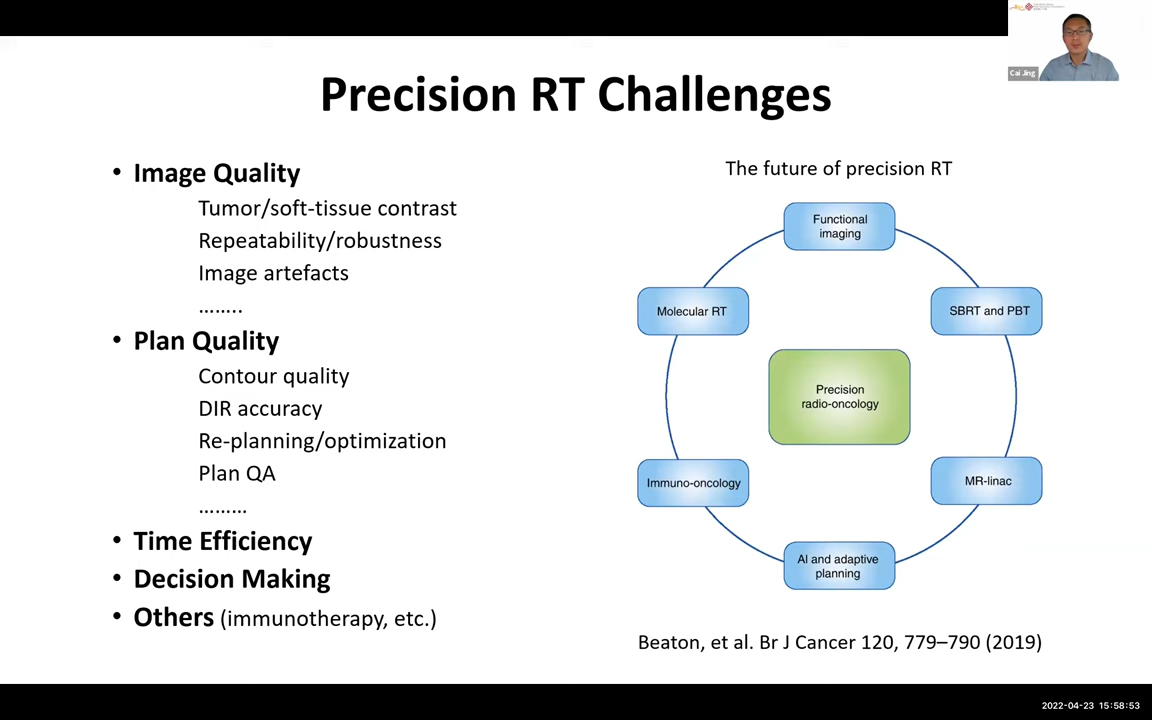 Cai Jing
Precision RT Challenges
• Image Quality
Tumor/soft-tissue contrast
Repeatability/robustness
Image artefacts
……..
• Plan Quality
Contour quality
DIR accuracy
Re-planning/optimization
Plan QA
………
• Time Efficiency
• Decision Making
• Others (immunotherapy, etc.)
The future of precision RT
Functional
imaging
Molecular RT
SBRT and PBT
Precision
radio-oncology
Immuno-oncology
MR-linac
AI and adaptive
planning
Beaton, et al. Br J Cancer 120, 779–790 (2019)
2022-04-23 15:58:53